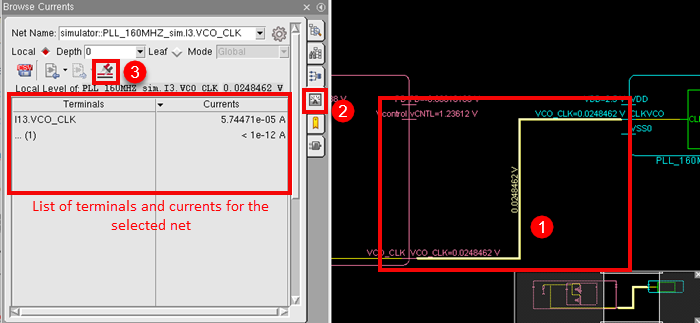 Browse Currents
Net Name: simulator::PLL_160MHZ_sim.I3.VCO_CLK
Local Depth 0 Leaf Mode Global
CSV
3
Local Level of: PLL_160MHZ_sim.I3.VCO_CLK 0.0248462 V
Terminals Currents
I13.VCO_CLK 5.74471e-05 A
... (1) < 1e-12 A
List of terminals and currents for the
selected net
2
Vcontrol vCNTL=1.23612 V
VDD
VCO_CLK=0.0248462 V CLKVCO
VSS0
PLL_160M
0.0248462 V
1
VCO_CLK VCO_CLK=0.0248462 V